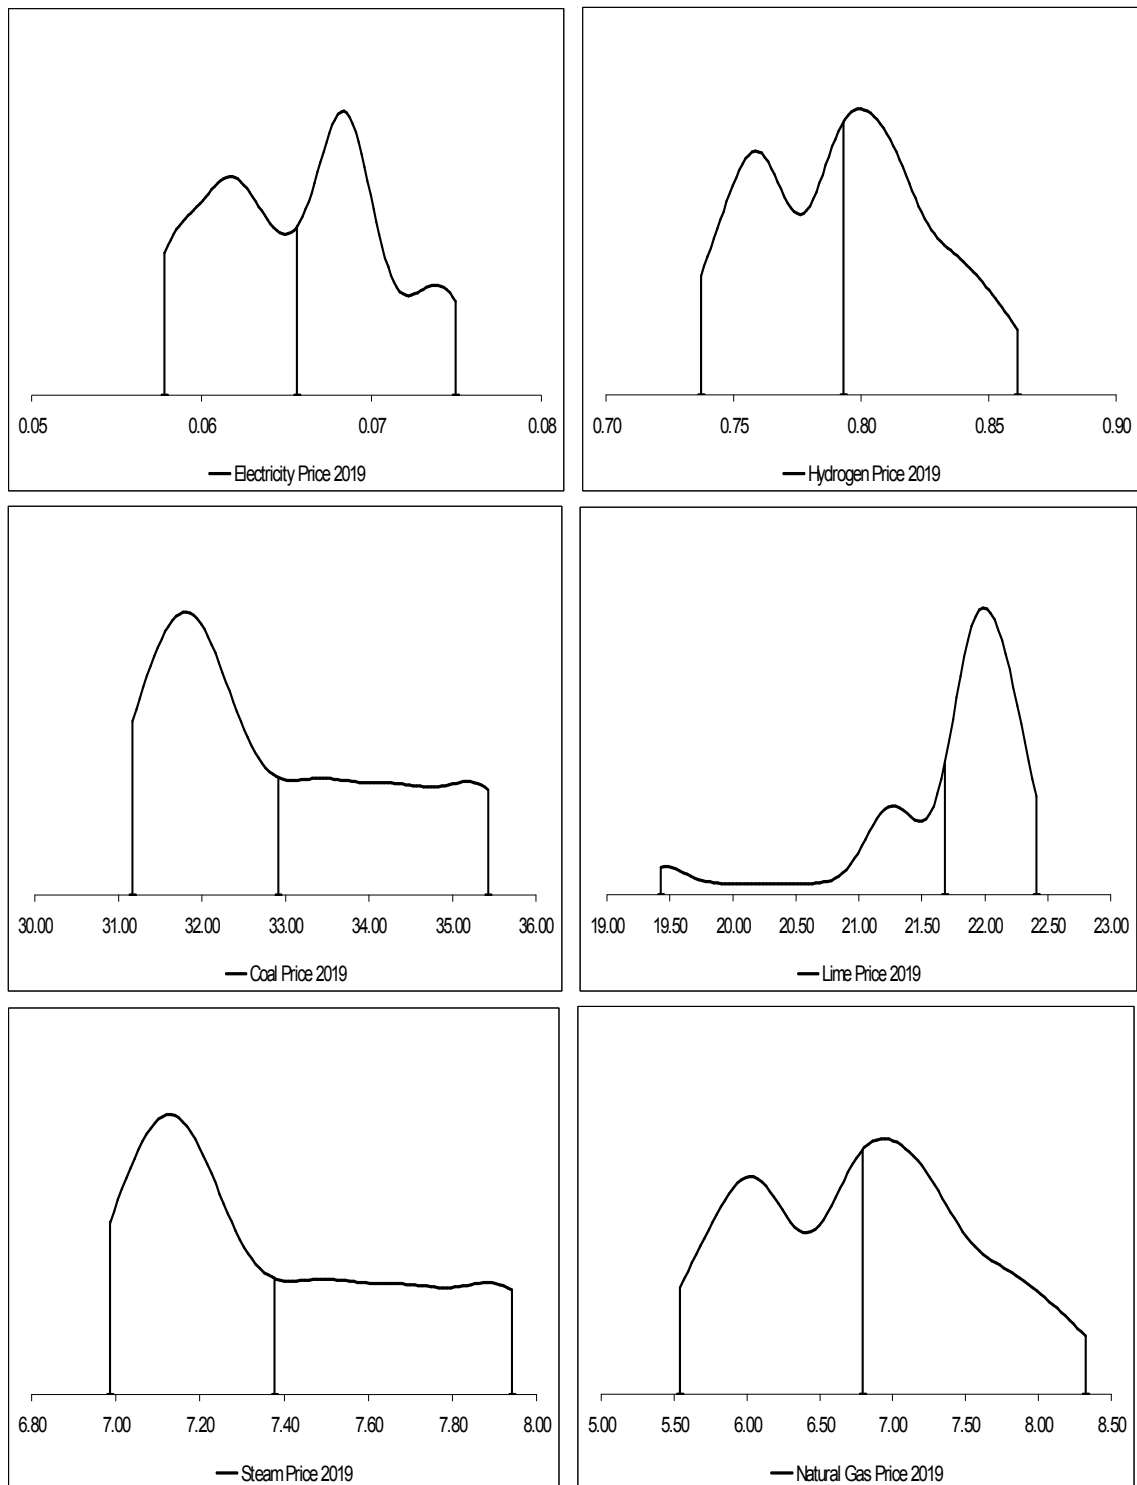 0.05 0.06 0.07 0.08
Electricity Price 2019
0.70 0.75 0.80 0.85 0.90
Hydrogen Price 2019
30.00 31.00 32.00 33.00 34.00 35.00 36.00
Coal Price 2019
19.00 19.50 20.00 20.50 21.00 21.50 22.00 22.50 23.00
Lime Price 2019
6.80 7.00 7.20 7.40 7.60 7.80 8.00
Steam Price 2019
5.00 5.50 6.00 6.50 7.00 7.50 8.00 8.50
Natural Gas Price 2019